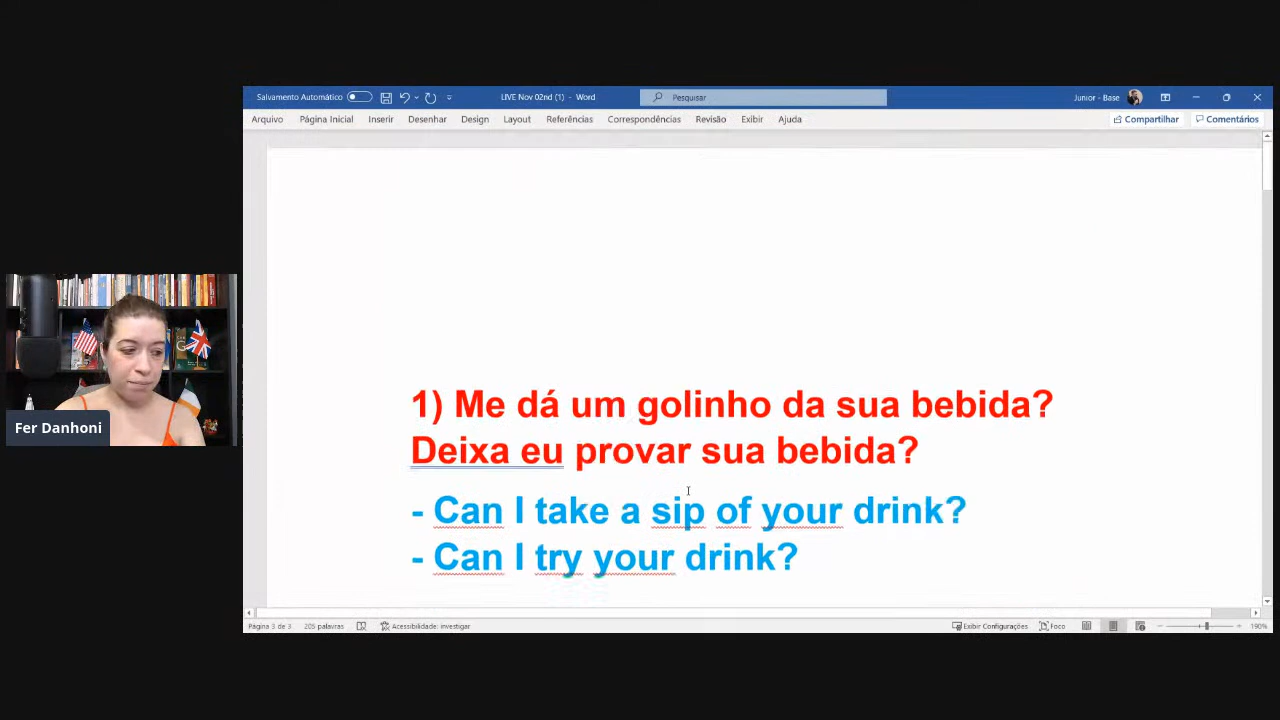 Salvamento Automático
LIVE Nov 02nd (1) - Word
Pesquisar
Junior - Base
Arquivo Página Inicial Inserir Desenhar Design Layout Referências Correspondências Revisão Exibir Ajuda
Compartilhar Comentários
1) Me dá um golinho da sua bebida?
Deixa eu provar sua bebida?
- Can I take a sip of your drink?
- Can I try your drink?
Fer Danhoni
Página 3 de 3 205 palavras Acessibilidade: investigar
Exibir Configurações Foco 190%